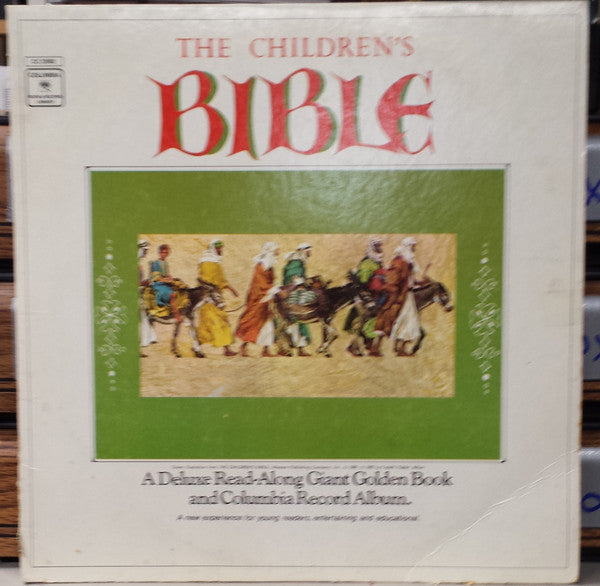 THE CHILDREN'S
BIBLE
COLUMBIA
A Deluxe Read-Along Giant Golden Book
and Columbia Record Album.
A new experience for young readers, entertaining and educational.